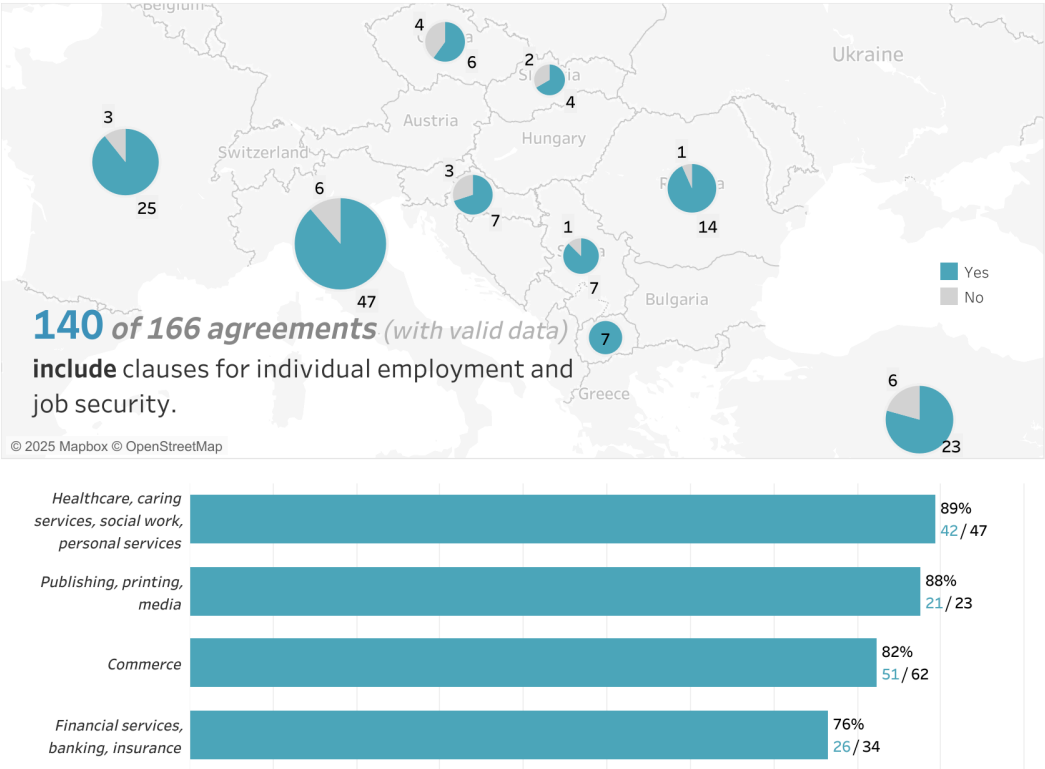 Belgium
4
6
2
4
Ukraine
Austria
Hungary
3
Switzerland
25
3
7
1
14
6
47
1
7
Yes
No
Bulgaria
140 of 166 agreements (with valid data)
include clauses for individual employment and
job security.
7
Greece
6
23
© 2025 Mapbox © OpenStreetMap
Healthcare, caring
services, social work,
personal services
89%
42/47
Publishing, printing,
media
88%
21/23
Commerce
82%
51/62
Financial services,
banking, insurance
76%
26/34